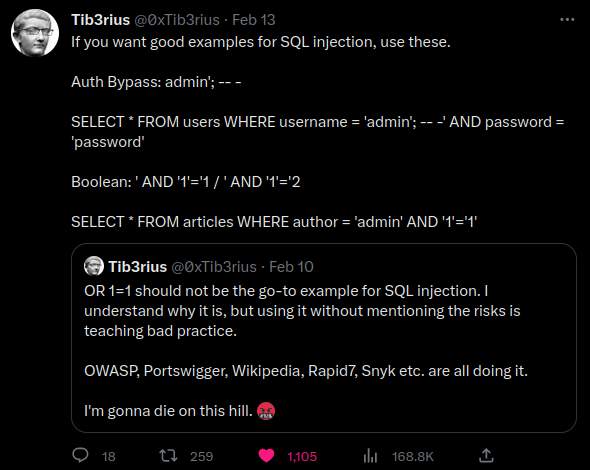 Tib3rius @0xTib3rius · Feb 13
If you want good examples for SQL injection, use these.
Auth Bypass: admin'; -- -
SELECT * FROM users WHERE username = 'admin'; -- -' AND password =
'password'
Boolean: ' AND '1'='1 / ' AND '1'='2
SELECT * FROM articles WHERE author = 'admin' AND '1'='1'
Tib3rius @0xTib3rius · Feb 10
OR 1=1 should not be the go-to example for SQL injection. I
understand why it is, but using it without mentioning the risks is
teaching bad practice.
OWASP, Portswigger, Wikipedia, Rapid7, Snyk etc. are all doing it.
I'm gonna die on this hill. 🤬
18 259 1,105 168.8K